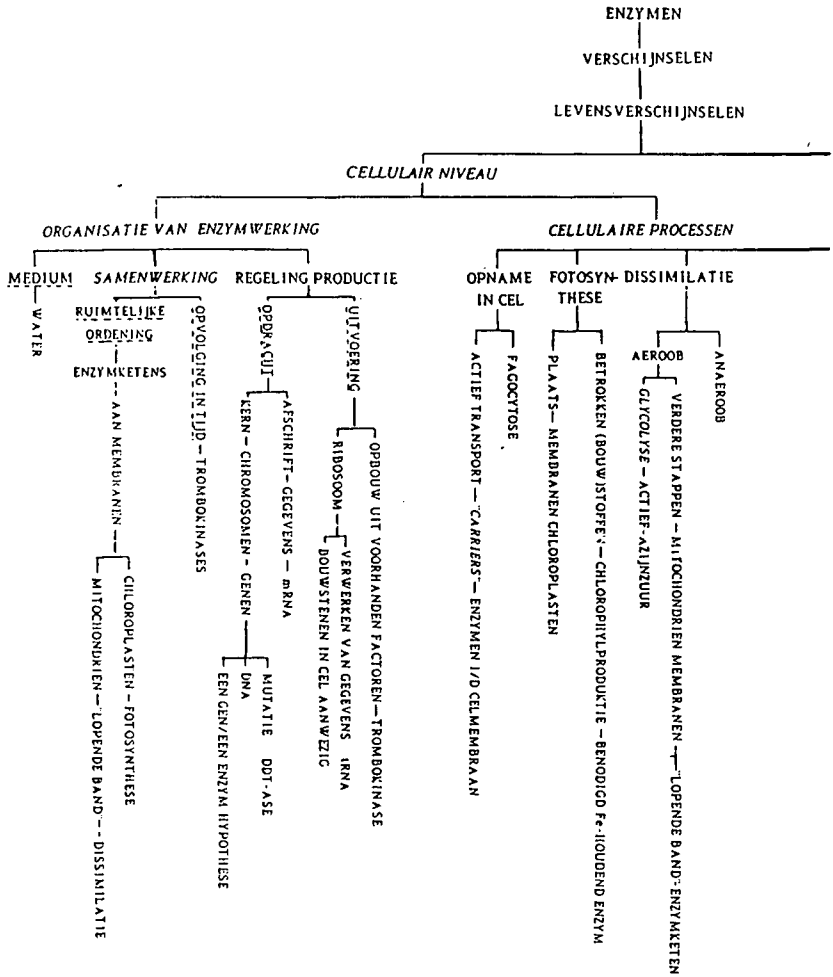 ENZYMEN
VERSCHIJNSELEN
LEVENSVERSCHIJNSELEN
CELLULAIR NIVEAU
ORGANISATIE VAN ENZYMWERKING
CELLULAIRE PROCESSEN
MEDIUM
SAMENWERKING
REGELING PRODUCTIE
OPNAME
IN CEL
FOTOSYN-
THESE
DISSIMILATIE
WATER
RUIMTELIJKE
ORDENING
ENZYMKETENS
AAN MEMBRANEN
MITOCHONDRIEN — "LOPENDE BAND" — DISSIMILATIE
CHLOROPLASTEN — FOTOSYNTHESE
OPVOLGING IN TIJD — TROMBOKINASES
OPDRACHT
KERN — CHROMOSOMEN — GENEN
EEN GEN/EEN ENZYM HYPOTHESE
DNA
MUTATIE DDT-ASE
AFSCHRIFT — GEGEVENS — mRNA
UITVOERING
RIBOSOOM
BOUWSTENEN IN CEL AANWEZIG
VERWERKEN VAN GEGEVENS tRNA
OPBOUW UIT VOORHANDEN FACTOREN — TROMBOKINASE
ACTIEF TRANSPORT — "CARRIERS" — ENZYMEN I/D CELMEMBRAAN
FAGOCYTOSE
PLAATS — MEMBRANEN CHLOROPLASTEN
BETROKKEN (BOUW)STOFFEN — CHLOROPHYLPRODUKTIE — BENODIGD Fe-HOUDEND ENZYM
AEROOB
GLYCOLYSE — ACTIEF-AZIJNZUUR
VERDERE STAPPEN — MITOCHONDRIEN MEMBRANEN — "LOPENDE BAND"-ENZYMKETEN
ANAEROOB